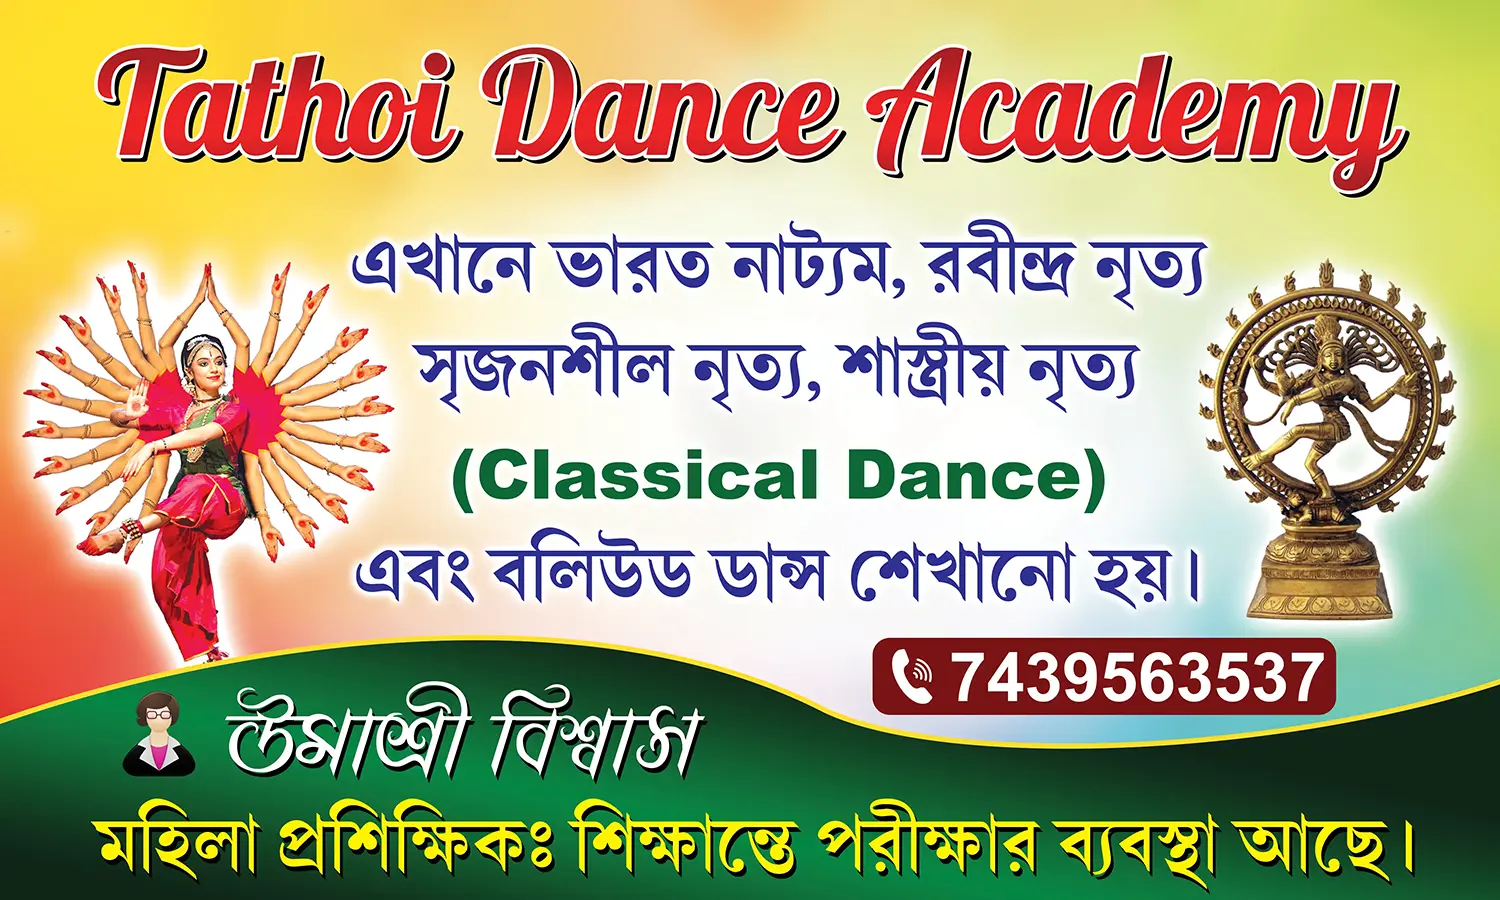 Tathoi Dance Academy
এখানে ভারত নাট্যম, রবীন্দ্র নৃত্য
সৃজনশীল নৃত্য, শাস্ত্রীয় নৃত্য
(Classical Dance)
এবং বলিউড ডান্স শেখানো হয়।
7439563537
উমাশ্রী বিশ্বাস
মহিলা প্রশিক্ষিকঃ শিক্ষান্তে পরীক্ষার ব্যবস্থা আছে।